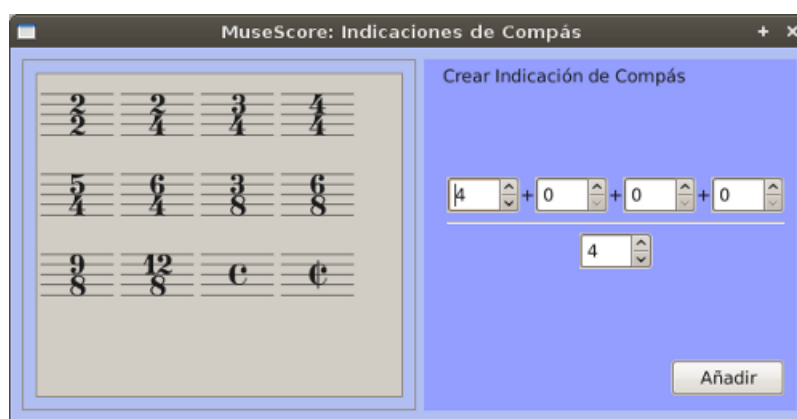 MuseScore: Indicaciones de Compás
Crear Indicación de Compás
2 2 3 4
2 4 4 4
5 6 3 6
4 4 8 8
9 12 C ¢
8 8
4 + 0 + 0 + 0
4
Añadir